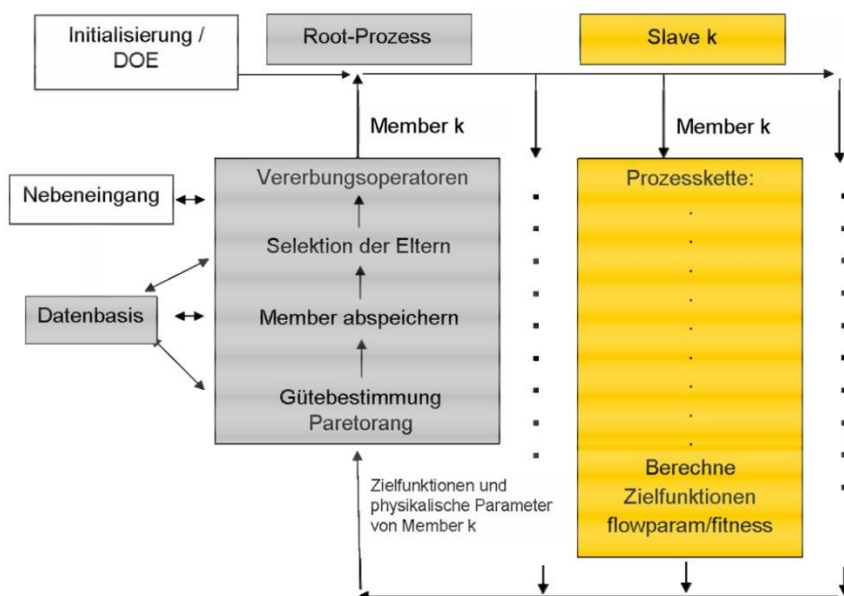 Initialisierung /
DOE
Root-Prozess
Slave k
Member k
Member k
Nebeneingang
Vererbungsoperatoren
Selektion der Eltern
Datenbasis
Member abspeichern
Gütebestimmung
Paretorang
Prozesskette:
Berechne
Zielfunktionen
flowparam/fitness
Zielfunktionen und
physikalische Parameter
von Member k